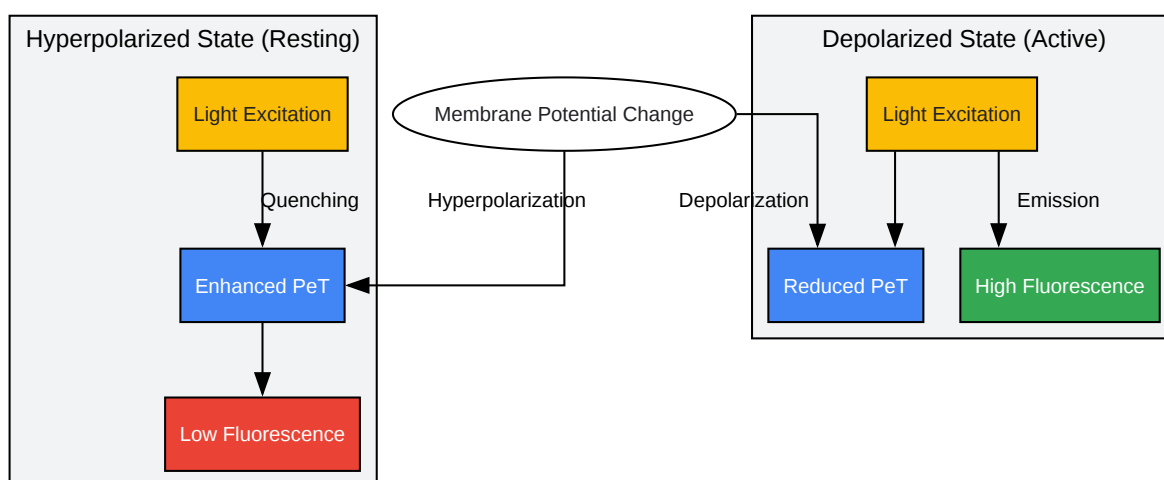 Hyperpolarized State (Resting)
Depolarized State (Active)
Light Excitation
Membrane Potential Change
Light Excitation
Quenching
Hyperpolarization
Depolarization
Emission
Enhanced PeT
Reduced PeT
High Fluorescence
Low Fluorescence